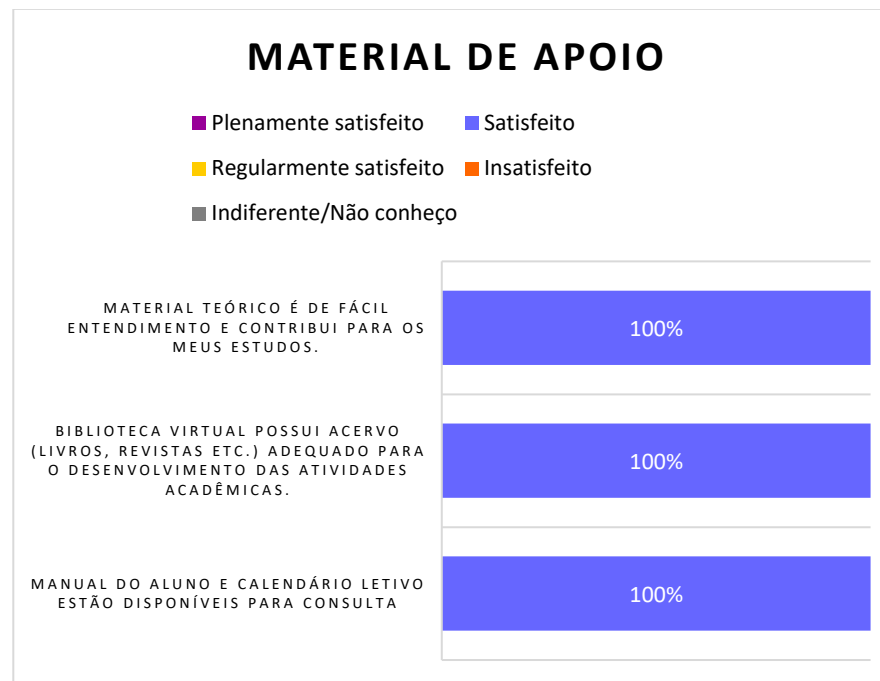 MATERIAL DE APOIO
Plenamente satisfeito Satisfeito
Regularmente satisfeito Insatisfeito
Indiferente/Não conheço
MATERIAL TEÓRICO É DE FÁCIL
ENTENDIMENTO E CONTRIBUI PARA OS
MEUS ESTUDOS.
100%
BIBLIOTECA VIRTUAL POSSUI ACERVO
(LIVROS, REVISTAS ETC.) ADEQUADO PARA
O DESENVOLVIMENTO DAS ATIVIDADES
ACADÊMICAS.
100%
MANUAL DO ALUNO E CALENDÁRIO LETIVO
ESTÃO DISPONÍVEIS PARA CONSULTA
100%